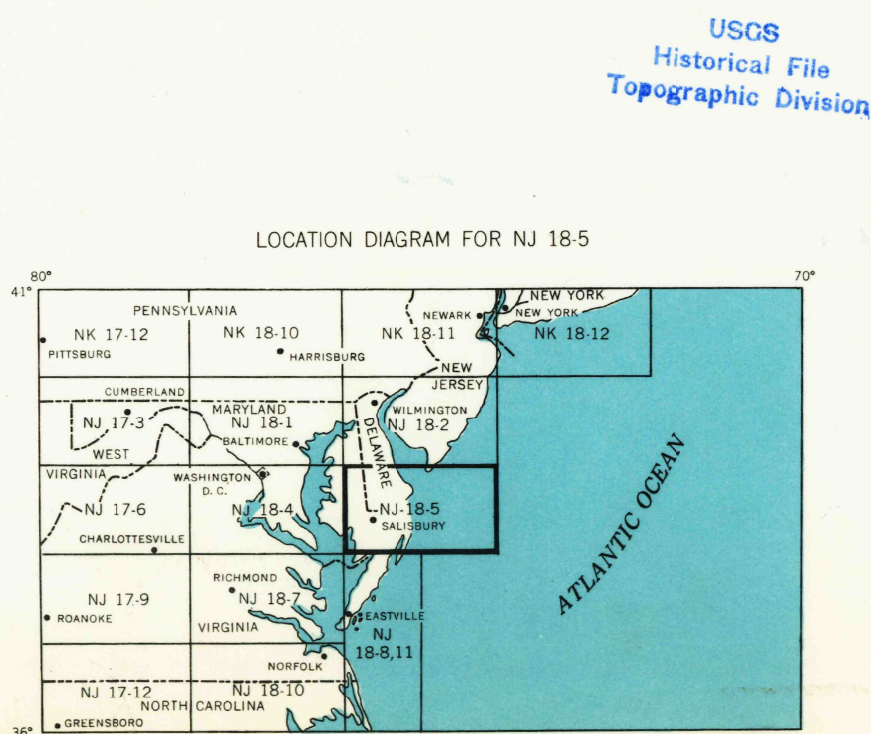 USGS
Historical File
Topographic Division
LOCATION DIAGRAM FOR NJ 18-5
80°
70°
41°
PENNSYLVANIA
NEW YORK
NEWARK
NEW YORK
NK 17-12
NK 18-10
NK 18-11
NK 18-12
PITTSBURG
HARRISBURG
NEW
JERSEY
CUMBERLAND
MARYLAND
WILMINGTON
NJ 17-3
NJ 18-1
NJ 18-2
BALTIMORE
DELAWARE
WEST
VIRGINIA
WASHINGTON
D. C.
NJ 17-6
NJ 18-4
NJ-18-5
SALISBURY
ATLANTIC OCEAN
CHARLOTTESVILLE
RICHMOND
NJ 17-9
NJ 18-7
ROANOKE
VIRGINIA
EASTVILLE
NJ
18-8,11
NORFOLK
NJ 17-12
NJ 18-10
NORTH CAROLINA
GREENSBORO
36°